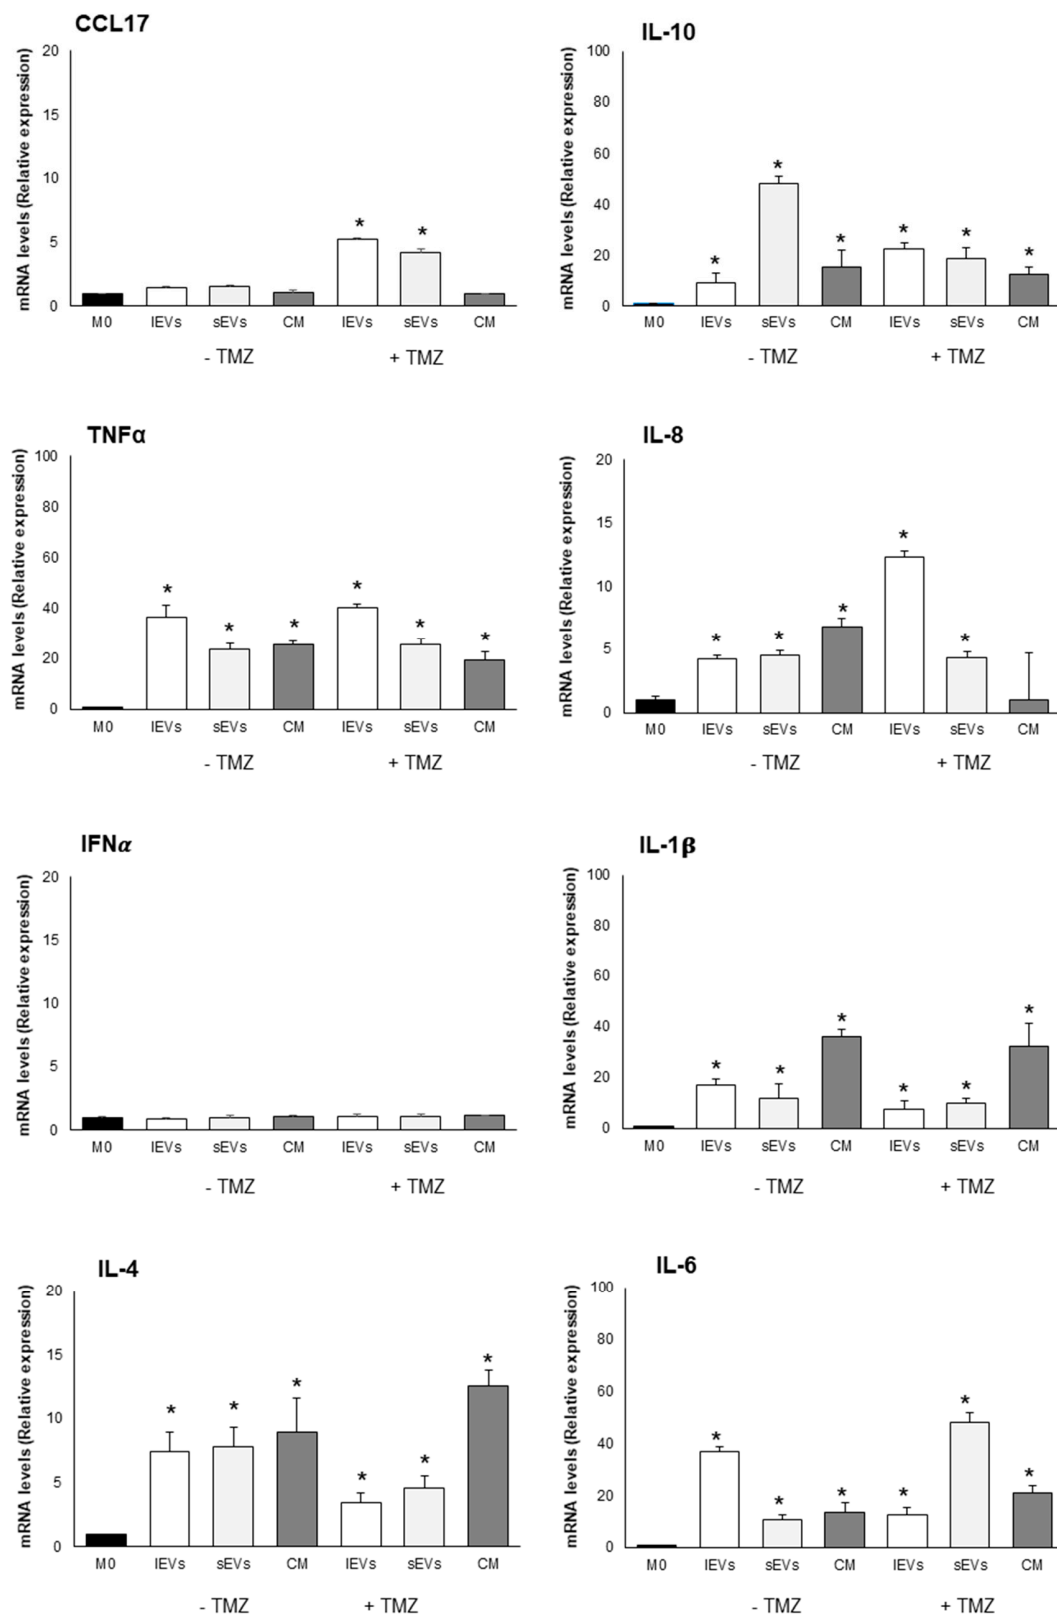 CCL17
mRNA levels (Relative expression)
20
15
10
5
0
M0 lEVs sEVs CM lEVs sEVs CM
- TMZ + TMZ
IL-10
mRNA levels (Relative expression)
100
80
60
40
20
0
* * * * * *
M0 lEVs sEVs CM lEVs sEVs CM
- TMZ + TMZ
TNFα
mRNA levels (Relative expression)
100
80
60
40
20
0
* * * * * *
M0 lEVs sEVs CM lEVs sEVs CM
- TMZ + TMZ
IL-8
mRNA levels (Relative expression)
20
15
10
5
0
* * * * *
M0 lEVs sEVs CM lEVs sEVs CM
- TMZ + TMZ
IFNα
mRNA levels (Relative expression)
20
15
10
5
0
M0 lEVs sEVs CM lEVs sEVs CM
- TMZ + TMZ
IL-1β
mRNA levels (Relative expression)
100
80
60
40
20
0
* * * * * *
M0 lEVs sEVs CM lEVs sEVs CM
- TMZ + TMZ
IL-4
mRNA levels (Relative expression)
20
15
10
5
0
* * * * * *
M0 lEVs sEVs CM lEVs sEVs CM
- TMZ + TMZ
IL-6
mRNA levels (Relative expression)
100
80
60
40
20
0
* * * * * *
M0 lEVs sEVs CM lEVs sEVs CM
- TMZ + TMZ